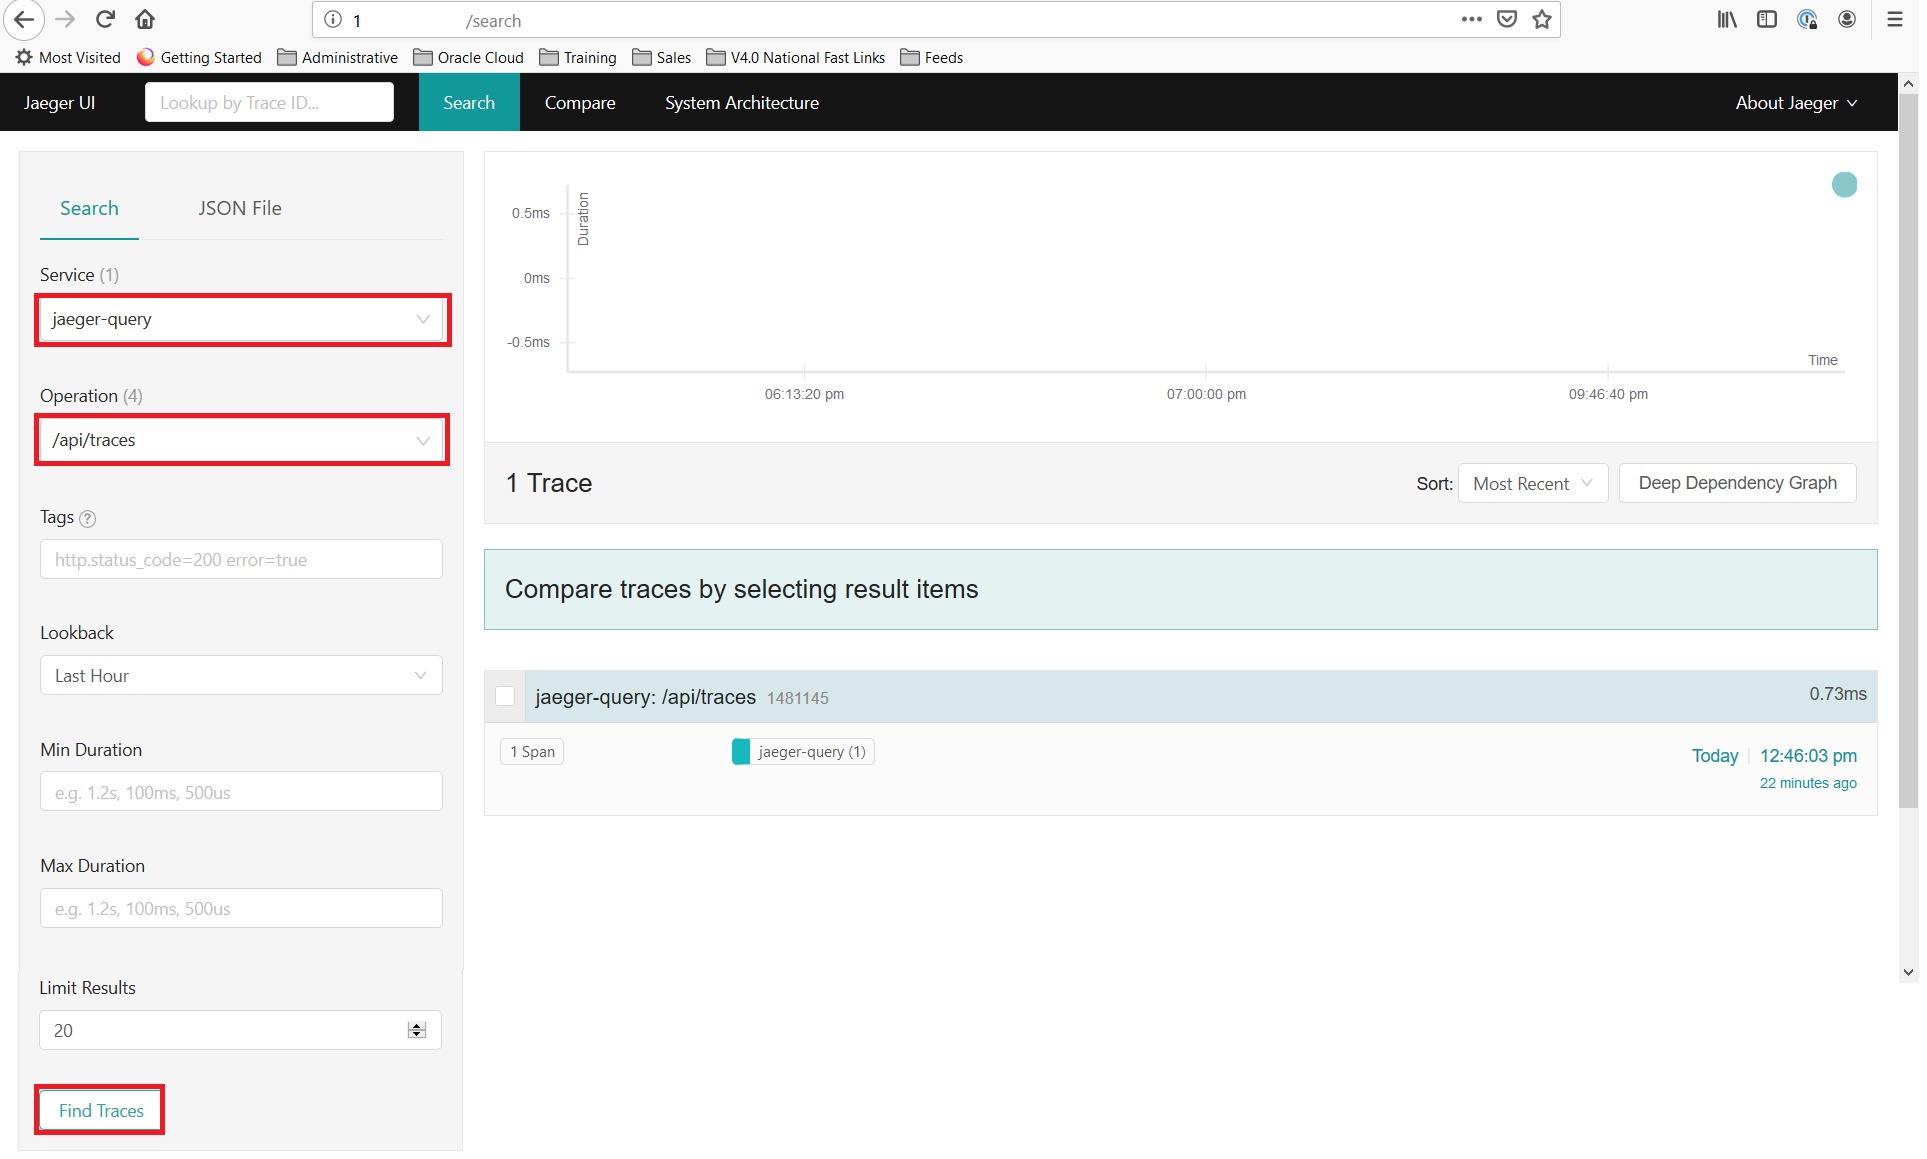 1 /search
Most Visited Getting Started Administrative Oracle Cloud Training Sales V4.0 National Fast Links Feeds
Jaeger UI Lookup by Trace ID... Search Compare System Architecture About Jaeger
Search JSON File
Service (1)
jaeger-query
Operation (4)
/api/traces
Tags ?
http.status_code=200 error=true
Lookback
Last Hour
Min Duration
e.g. 1.2s, 100ms, 500us
Max Duration
e.g. 1.2s, 100ms, 500us
Limit Results
20
Find Traces
Duration
0.5ms
0ms
-0.5ms
Time
06:13:20 pm 07:00:00 pm 09:46:40 pm
1 Trace Sort: Most Recent Deep Dependency Graph
Compare traces by selecting result items
jaeger-query: /api/traces 1481145 0.73ms
1 Span jaeger-query (1) Today 12:46:03 pm
22 minutes ago